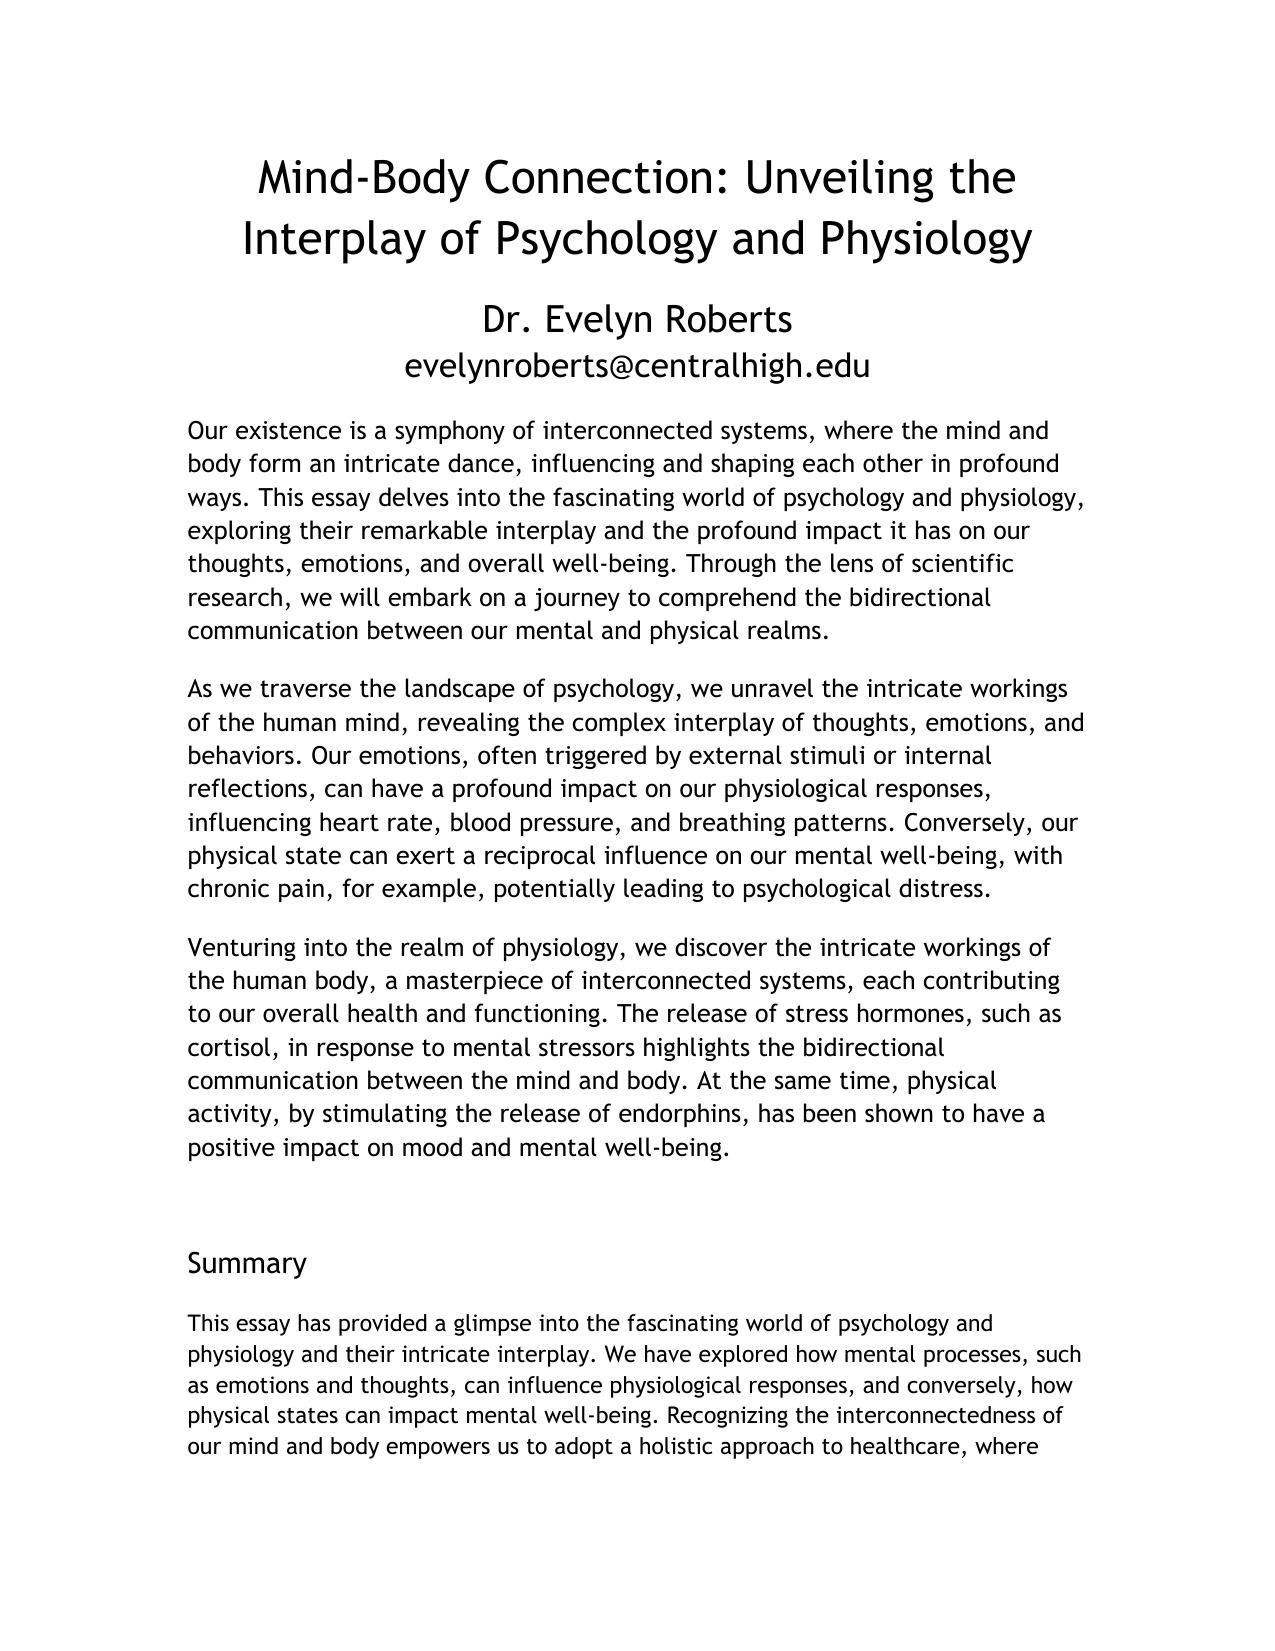 Mind-Body Connection: Unveiling the
Interplay of Psychology and Physiology
Dr. Evelyn Roberts
evelynroberts@centralhigh.edu
Our existence is a symphony of interconnected systems, where the mind and
body form an intricate dance, influencing and shaping each other in profound
ways. This essay delves into the fascinating world of psychology and physiology,
exploring their remarkable interplay and the profound impact it has on our
thoughts, emotions, and overall well-being. Through the lens of scientific
research, we will embark on a journey to comprehend the bidirectional
communication between our mental and physical realms.
As we traverse the landscape of psychology, we unravel the intricate workings
of the human mind, revealing the complex interplay of thoughts, emotions, and
behaviors. Our emotions, often triggered by external stimuli or internal
reflections, can have a profound impact on our physiological responses,
influencing heart rate, blood pressure, and breathing patterns. Conversely, our
physical state can exert a reciprocal influence on our mental well-being, with
chronic pain, for example, potentially leading to psychological distress.
Venturing into the realm of physiology, we discover the intricate workings of
the human body, a masterpiece of interconnected systems, each contributing
to our overall health and functioning. The release of stress hormones, such as
cortisol, in response to mental stressors highlights the bidirectional
communication between the mind and body. At the same time, physical
activity, by stimulating the release of endorphins, has been shown to have a
positive impact on mood and mental well-being.
Summary
This essay has provided a glimpse into the fascinating world of psychology and
physiology and their intricate interplay. We have explored how mental processes, such
as emotions and thoughts, can influence physiological responses, and conversely, how
physical states can impact mental well-being. Recognizing the interconnectedness of
our mind and body empowers us to adopt a holistic approach to healthcare, where